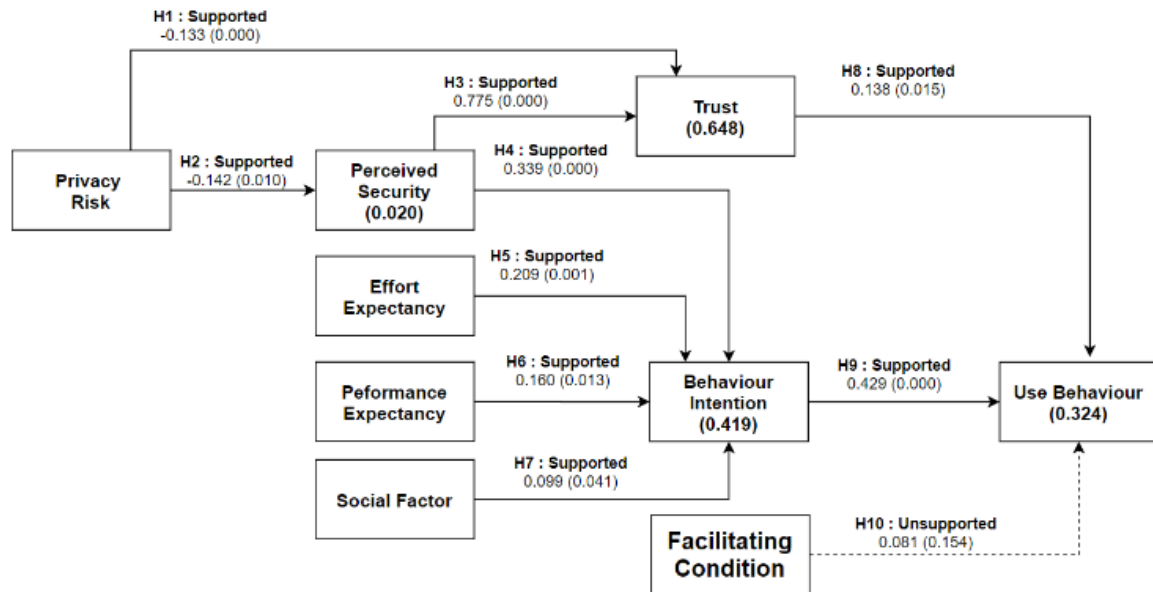 H1 : Supported
-0.133 (0.000)
H3 : Supported
0.775 (0.000)
Trust
(0.648)
H8 : Supported
0.138 (0.015)
Privacy
Risk
H2 : Supported
-0.142 (0.010)
Perceived
Security
(0.020)
H4 : Supported
0.339 (0.000)
Effort
Expectancy
H5 : Supported
0.209 (0.001)
Peformance
Expectancy
H6 : Supported
0.160 (0.013)
Behaviour
Intention
(0.419)
H9 : Supported
0.429 (0.000)
Use Behaviour
(0.324)
Social Factor
H7 : Supported
0.099 (0.041)
Facilitating
Condition
H10 : Unsupported
0.081 (0.154)